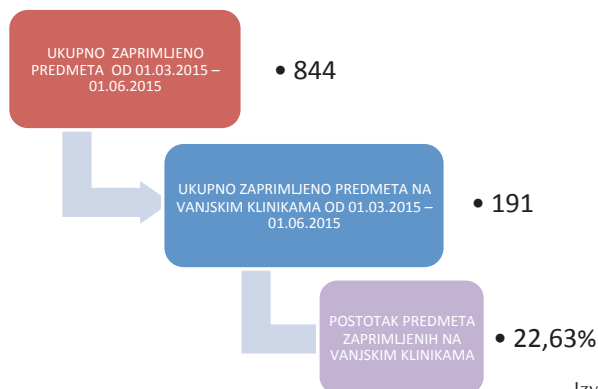 UKUPNO ZAPRIMLJENO
PREDMETA OD 01.03.2015 –
01.06.2015
• 844
UKUPNO ZAPRIMLJENO PREDMETA NA
VANJSKIM KLINIKAMA OD 01.03.2015 –
01.06.2015
• 191
POSTOTAK PREDMETA
ZAPRIMLJENIH NA
VANJSKIM KLINIKAMA
• 22,63%